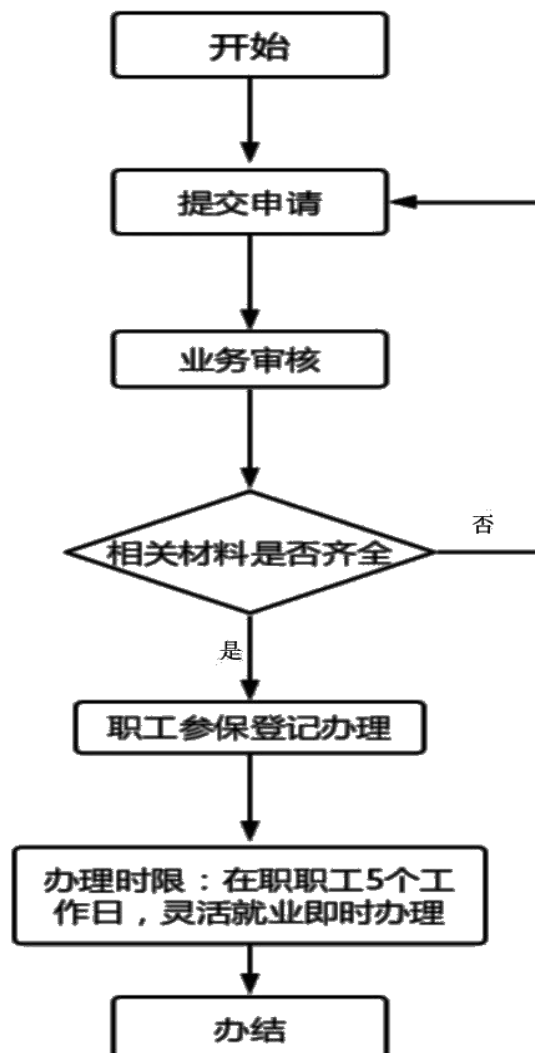 开始
提交申请
业务审核
相关材料是否齐全
否
是
职工参保登记办理
办理时限：在职职工5个工
作日，灵活就业即时办理
办结